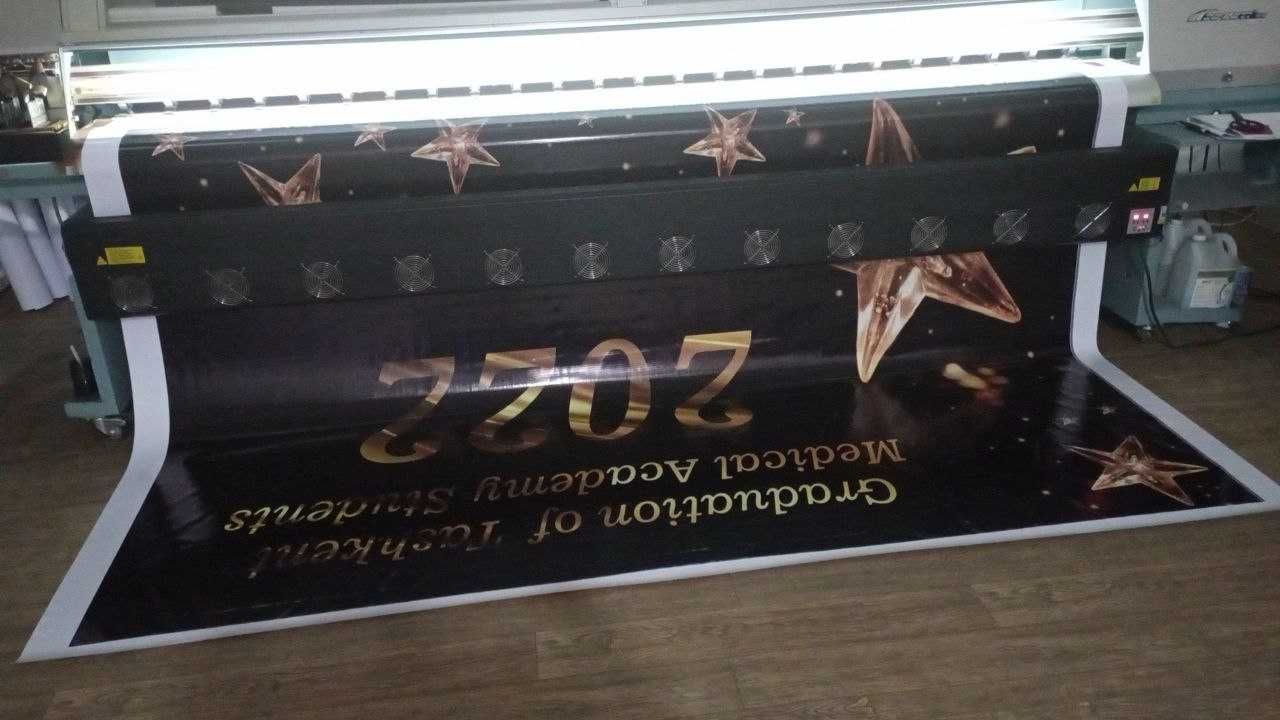 Graduation of Tashkent
Medical Academy Students
2022